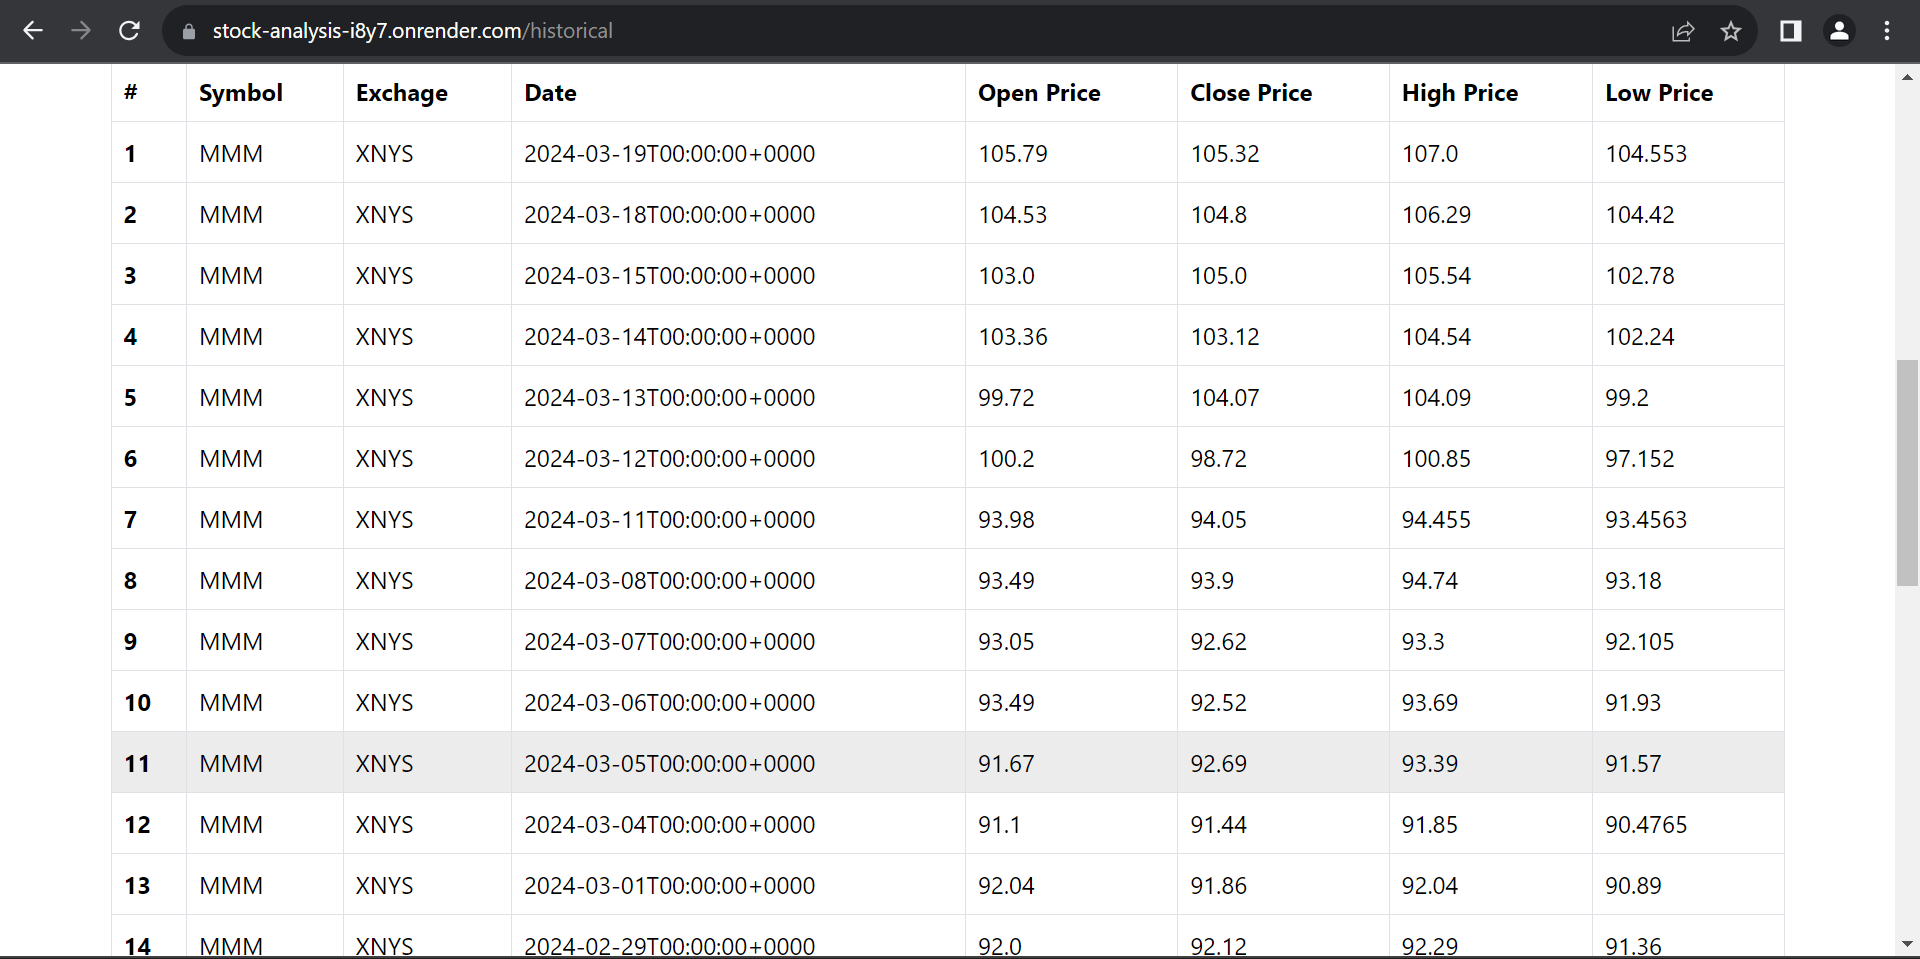 stock-analysis-i8y7.onrender.com/historical
# Symbol Exchage Date Open Price Close Price High Price Low Price
1 MMM XNYS 2024-03-19T00:00:00+0000 105.79 105.32 107.0 104.553
2 MMM XNYS 2024-03-18T00:00:00+0000 104.53 104.8 106.29 104.42
3 MMM XNYS 2024-03-15T00:00:00+0000 103.0 105.0 105.54 102.78
4 MMM XNYS 2024-03-14T00:00:00+0000 103.36 103.12 104.54 102.24
5 MMM XNYS 2024-03-13T00:00:00+0000 99.72 104.07 104.09 99.2
6 MMM XNYS 2024-03-12T00:00:00+0000 100.2 98.72 100.85 97.152
7 MMM XNYS 2024-03-11T00:00:00+0000 93.98 94.05 94.455 93.4563
8 MMM XNYS 2024-03-08T00:00:00+0000 93.49 93.9 94.74 93.18
9 MMM XNYS 2024-03-07T00:00:00+0000 93.05 92.62 93.3 92.105
10 MMM XNYS 2024-03-06T00:00:00+0000 93.49 92.52 93.69 91.93
11 MMM XNYS 2024-03-05T00:00:00+0000 91.67 92.69 93.39 91.57
12 MMM XNYS 2024-03-04T00:00:00+0000 91.1 91.44 91.85 90.4765
13 MMM XNYS 2024-03-01T00:00:00+0000 92.04 91.86 92.04 90.89
14 MMM XNYS 2024-02-29T00:00:00+0000 92.0 92.12 92.29 91.36